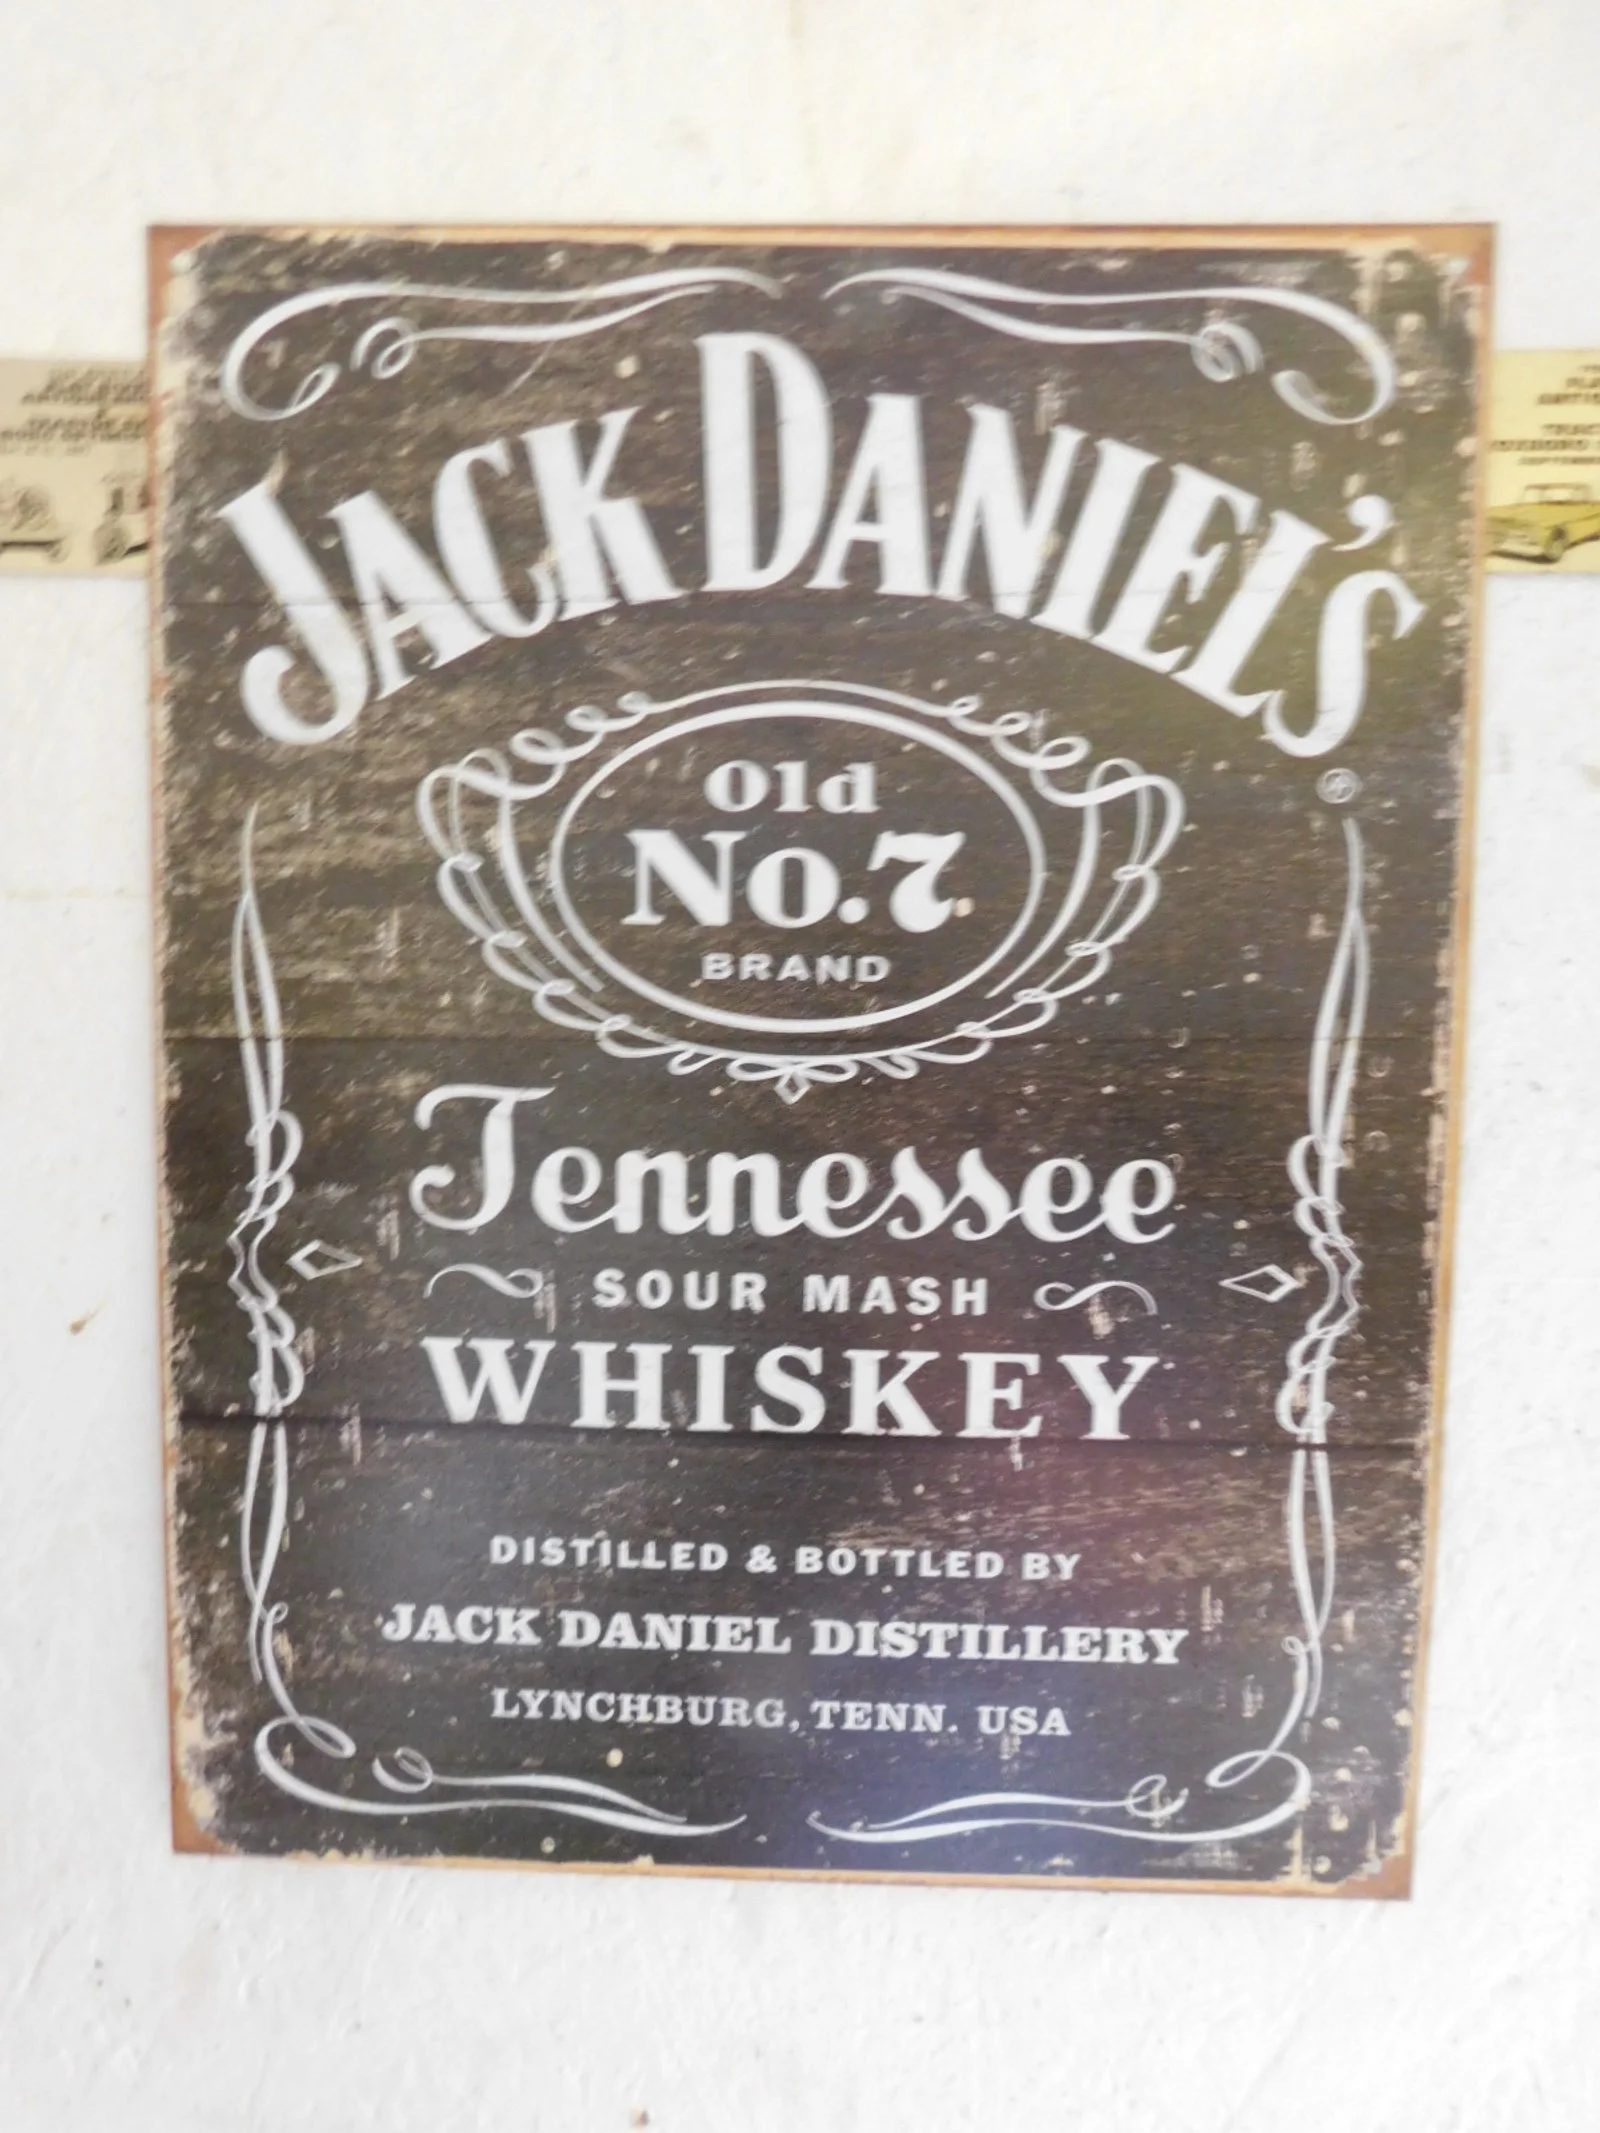 JACK DANIEL'S
Old
No.7
BRAND
Tennessee
SOUR MASH
WHISKEY
DISTILLED & BOTTLED BY
JACK DANIEL DISTILLERY
LYNCHBURG, TENN. USA